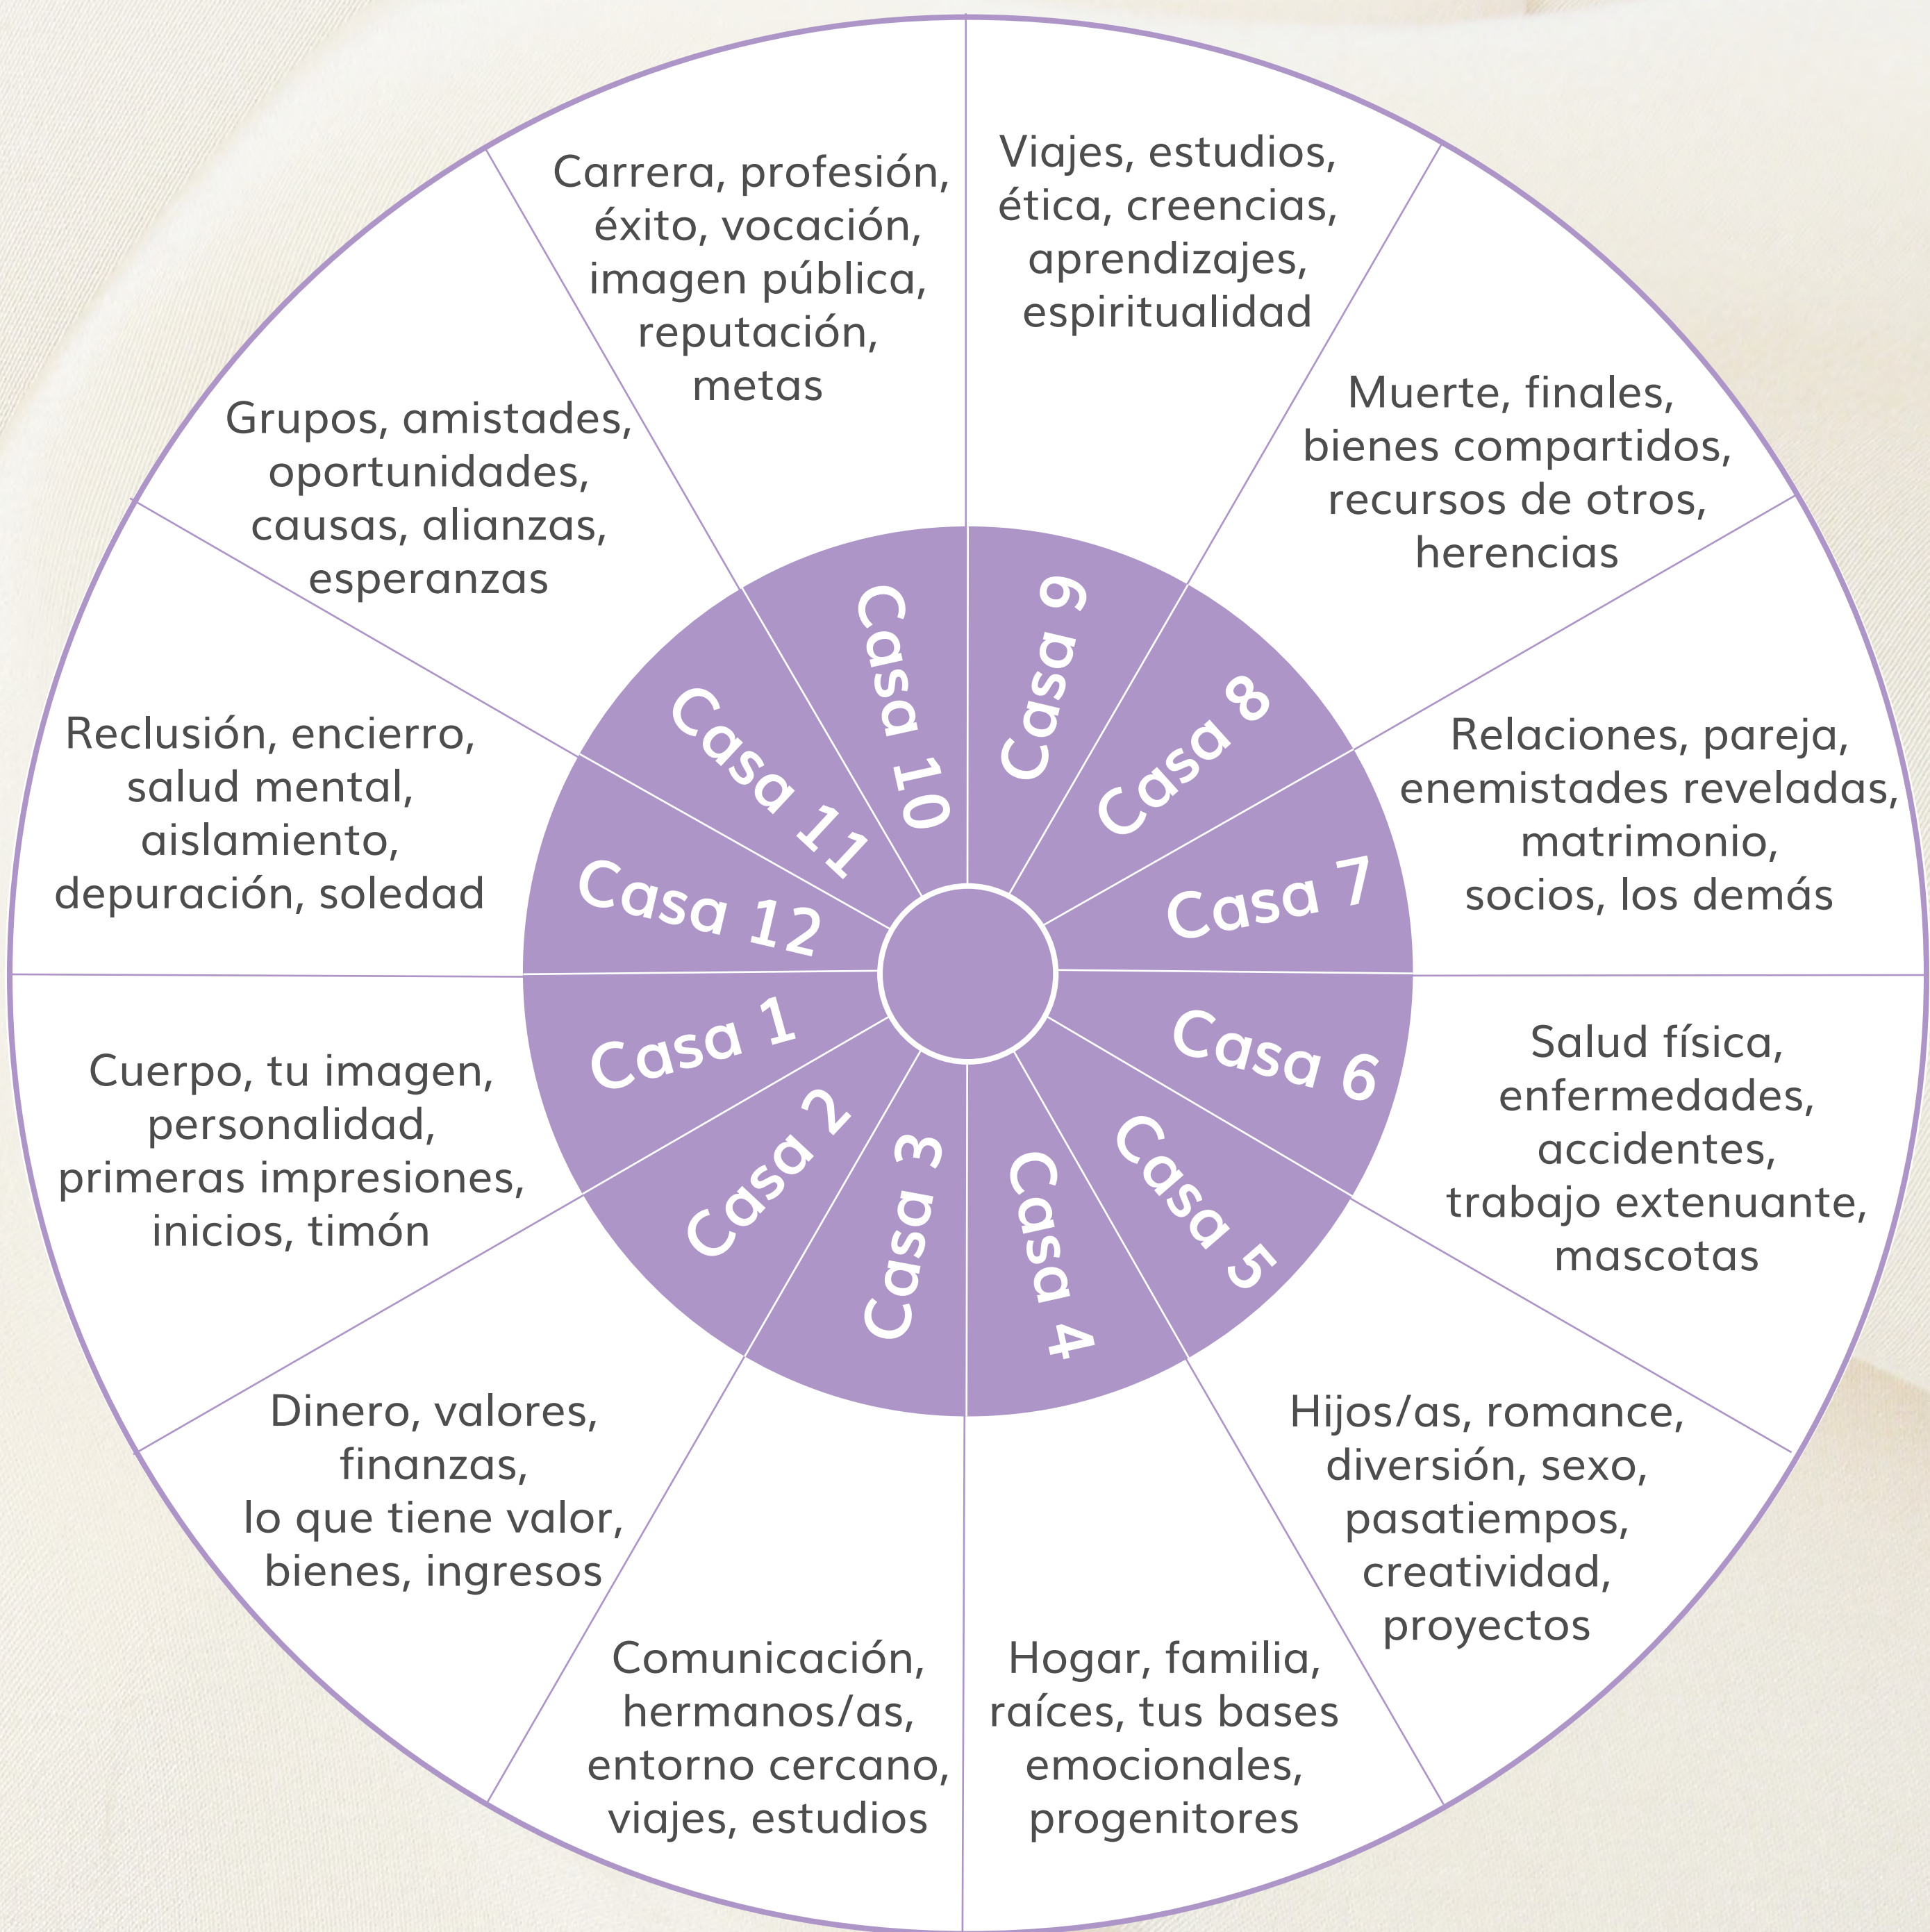 Carrera, profesión,
éxito, vocación,
imagen pública,
reputación,
metas
Viajes, estudios,
ética, creencias,
aprendizajes,
espiritualidad
Grupos, amistades,
oportunidades,
causas, alianzas,
esperanzas
Muerte, finales,
bienes compartidos,
recursos de otros,
herencias
Reclusión, encierro,
salud mental,
aislamiento,
depuración, soledad
Relaciones, pareja,
enemistades reveladas,
matrimonio,
socios, los demás
Casa 10
Casa 9
Casa 11
Casa 8
Casa 12
Casa 7
Casa 1
Casa 6
Casa 2
Casa 3
Casa 4
Casa 5
Cuerpo, tu imagen,
personalidad,
primeras impresiones,
inicios, timón
Salud física,
enfermedades,
accidentes,
trabajo extenuante,
mascotas
Dinero, valores,
finanzas,
lo que tiene valor,
bienes, ingresos
Hijos/as, romance,
diversión, sexo,
pasatiempos,
creatividad,
proyectos
Comunicación,
hermanos/as,
entorno cercano,
viajes, estudios
Hogar, familia,
raíces, tus bases
emocionales,
progenitores